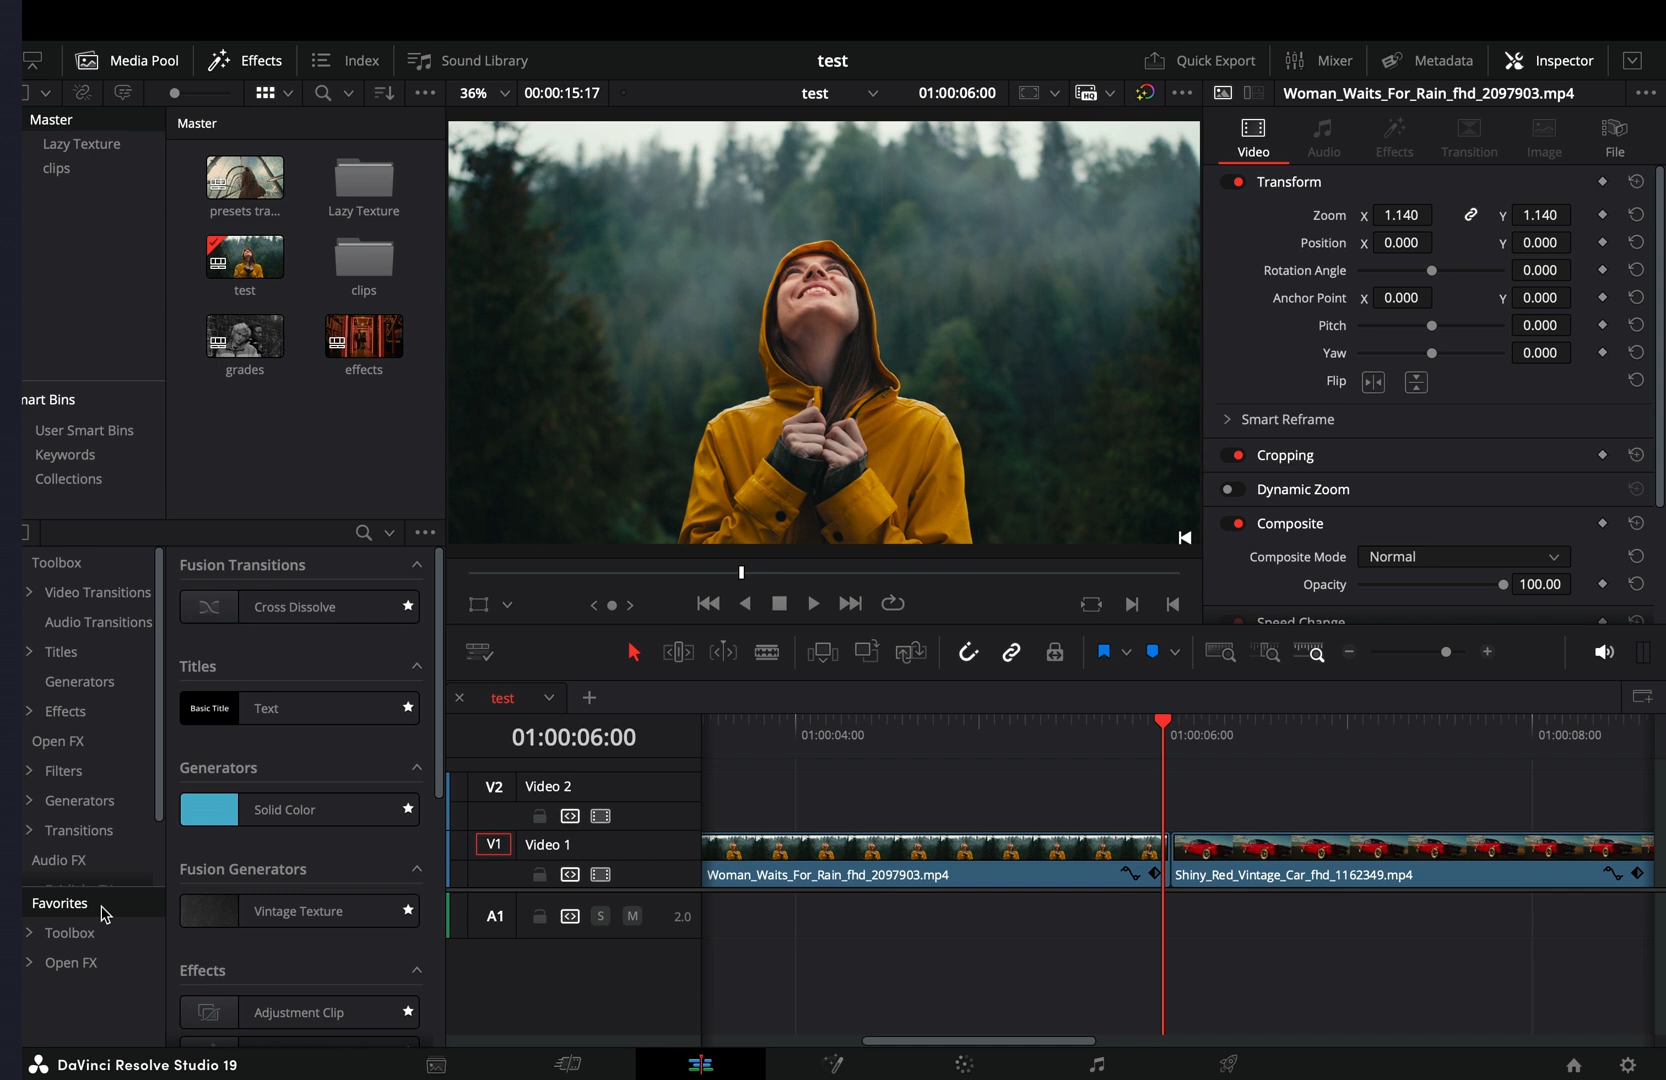 Media Pool
Effects
Index
Sound Library
test
Quick Export
Mixer
Metadata
Inspector
36%
00:00:15:17
test
01:00:06:00
Woman_Waits_For_Rain_fhd_2097903.mp4
Master
Lazy Texture
clips
Master
presets tra...
Lazy Texture
test
clips
grades
effects
mart Bins
User Smart Bins
Keywords
Collections
Video
Audio
Effects
Transition
Image
File
Transform
Zoom X 1.140 Y 1.140
Position X 0.000 Y 0.000
Rotation Angle 0.000
Anchor Point X 0.000 Y 0.000
Pitch 0.000
Yaw 0.000
Flip
Smart Reframe
Cropping
Dynamic Zoom
Composite
Composite Mode Normal
Opacity 100.00
Speed Change
Toolbox
Video Transitions
Audio Transitions
Titles
Generators
Effects
Open FX
Filters
Generators
Transitions
Audio FX
Favorites
Toolbox
Open FX
Fusion Transitions
Cross Dissolve
Titles
Basic Title
Text
Generators
Solid Color
Fusion Generators
Vintage Texture
Effects
Adjustment Clip
test
01:00:06:00
01:00:04:00
01:00:06:00
01:00:08:00
V2 Video 2
V1 Video 1
Woman_Waits_For_Rain_fhd_2097903.mp4
Shiny_Red_Vintage_Car_fhd_1162349.mp4
A1 S M 2.0
DaVinci Resolve Studio 19